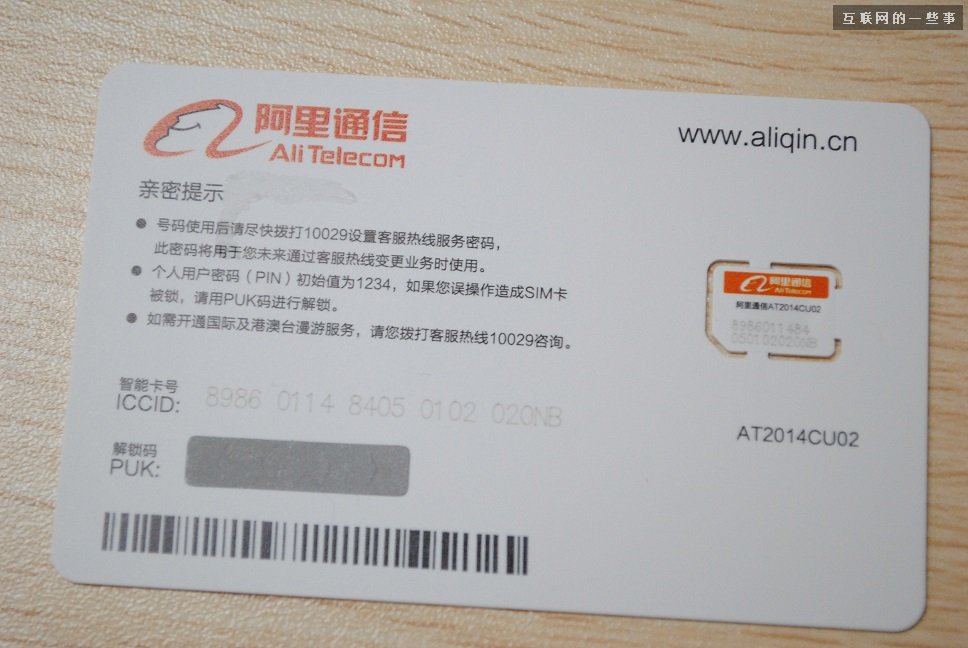 互联网的一些事
阿里通信
Ali Telecom
www.aliqin.cn
亲密提示
● 号码使用后请尽快拨打10029设置客服热线服务密码，
此密码将用于您未来通过客服热线变更业务时使用。
● 个人用户密码（PIN）初始值为1234，如果您误操作造成SIM卡
被锁，请用PUK码进行解锁。
● 如需开通国际及港澳台漫游服务，请您拨打客服热线10029咨询。
阿里通信
Ali Telecom
阿里通信AT2014CU02
8986011484
050102020NB
智能卡号
ICCID: 8986 0114 8405 0102 020NB
AT2014CU02
解锁码
PUK: